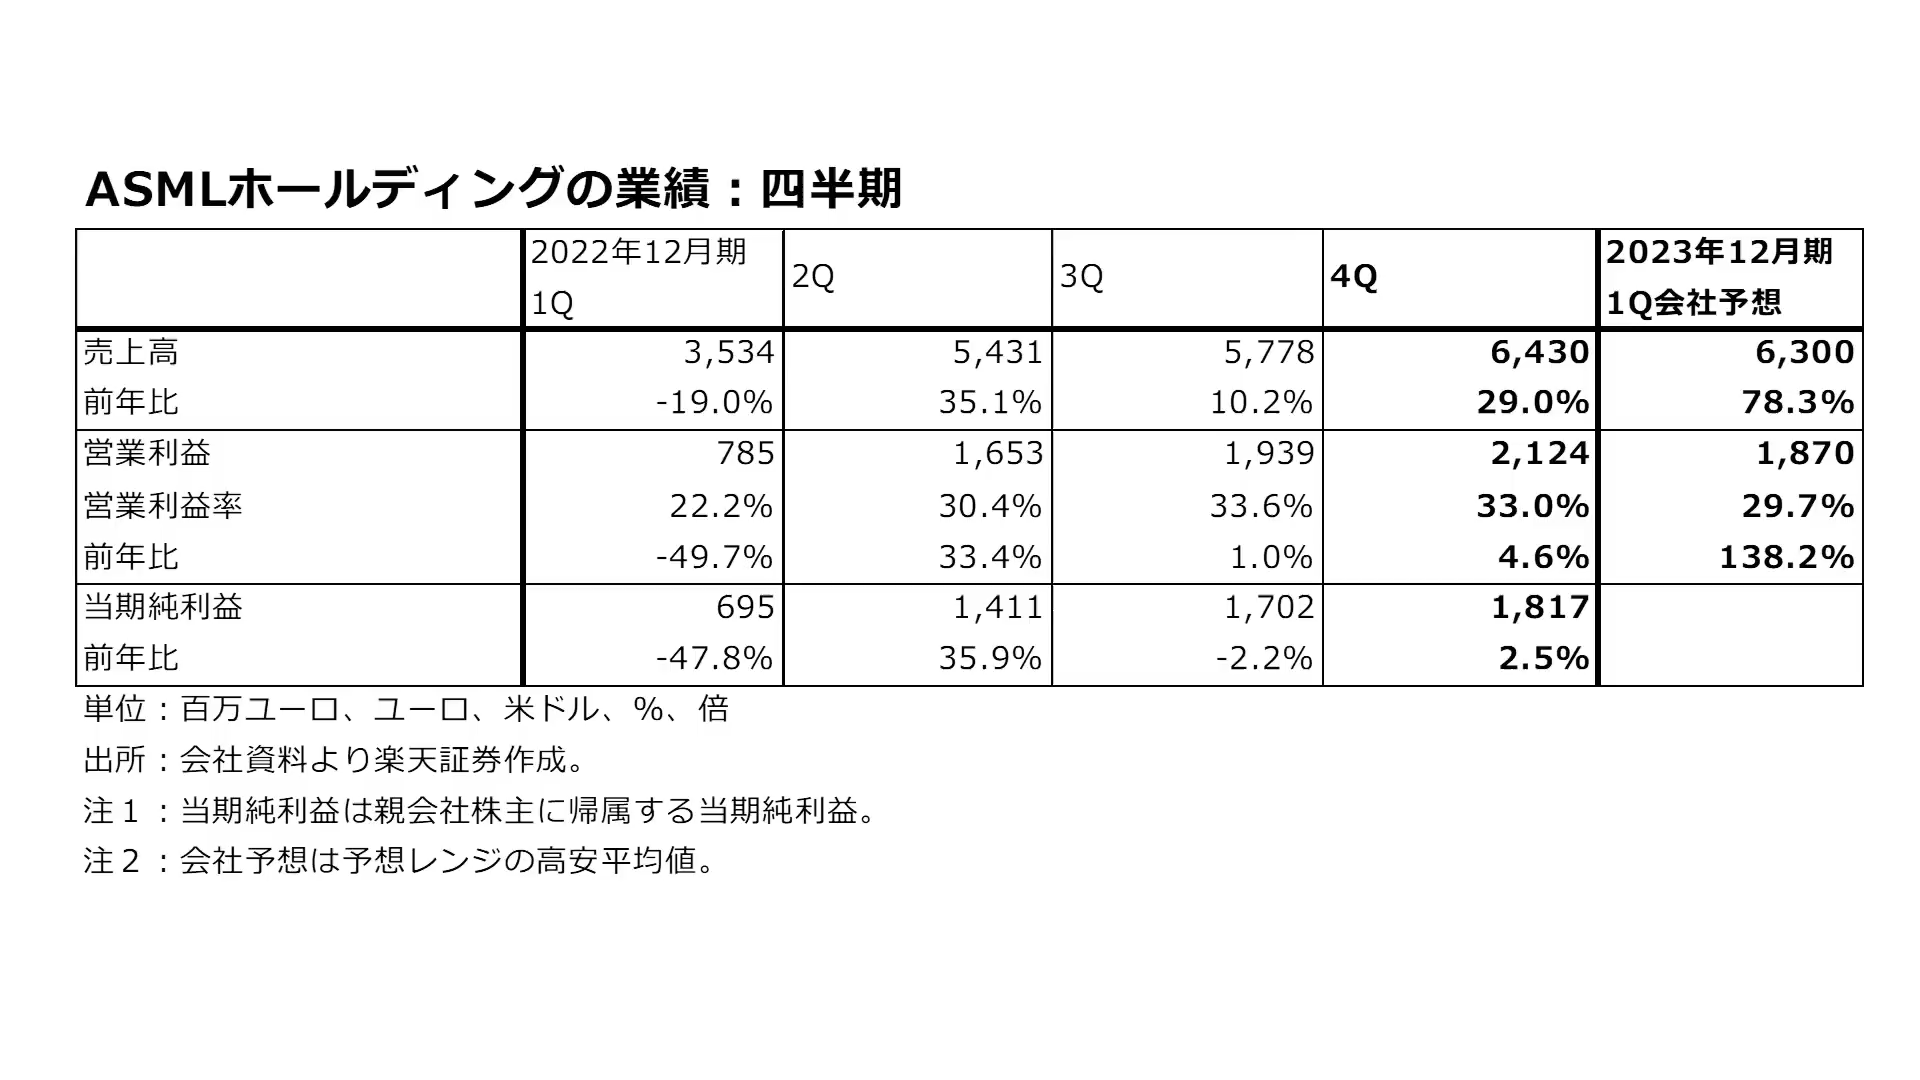 ASMLホールディングの業績：四半期
2022年12月期 1Q 2Q 3Q 4Q 2023年12月期 1Q会社予想
売上高 3,534 5,431 5,778 6,430 6,300
前年比 -19.0% 35.1% 10.2% 29.0% 78.3%
営業利益 785 1,653 1,939 2,124 1,870
営業利益率 22.2% 30.4% 33.6% 33.0% 29.7%
前年比 -49.7% 33.4% 1.0% 4.6% 138.2%
当期純利益 695 1,411 1,702 1,817
前年比 -47.8% 35.9% -2.2% 2.5%
単位：百万ユーロ、ユーロ、米ドル、%、倍
出所：会社資料より楽天証券作成。
注１：当期純利益は親会社株主に帰属する当期純利益。
注２：会社予想は予想レンジの高安平均値。